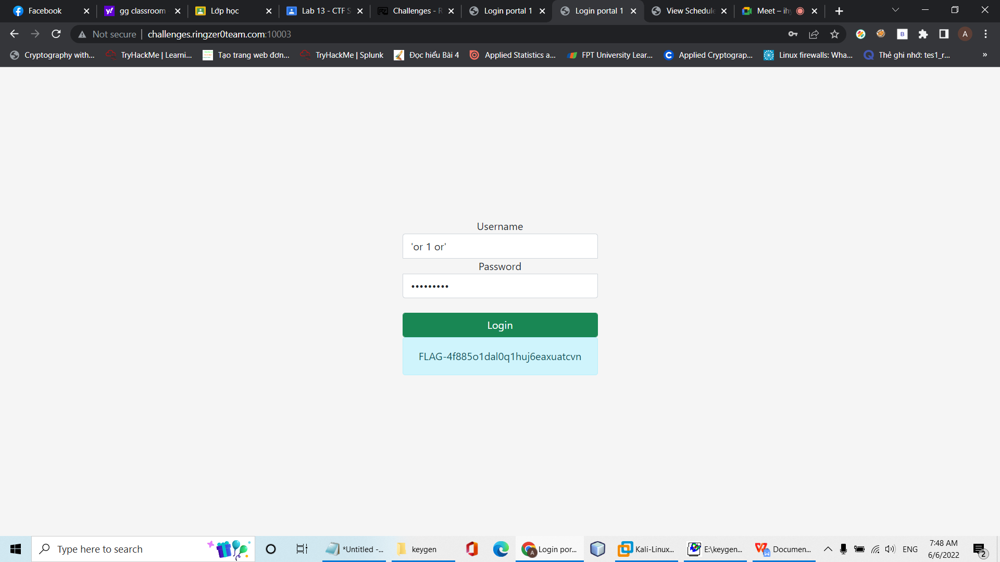 Facebook
gg classroom
Lớp học
Lab 13 - CTF S
Challenges - R
Login portal 1
Login portal 1
View Schedule
Meet – ihy
Not secure
challenges.ringzer0team.com:10003
A
Cryptography with...
TryHackMe | Learni...
Tạo trang web đơn...
TryHackMe | Splunk
Đọc hiểu Bài 4
Applied Statistics a...
FPT University Lear...
Applied Cryptograp...
Linux firewalls: Wha...
Thẻ ghi nhớ: tes1_r...
»
Username
'or 1 or'
Password
•••••••••
Login
FLAG-4f885o1dal0q1huj6eaxuatcvn
Type here to search
*Untitled -...
keygen
Login por...
Kali-Linux...
E:\keygen...
Documen...
ENG
7:48 AM
6/6/2022
2